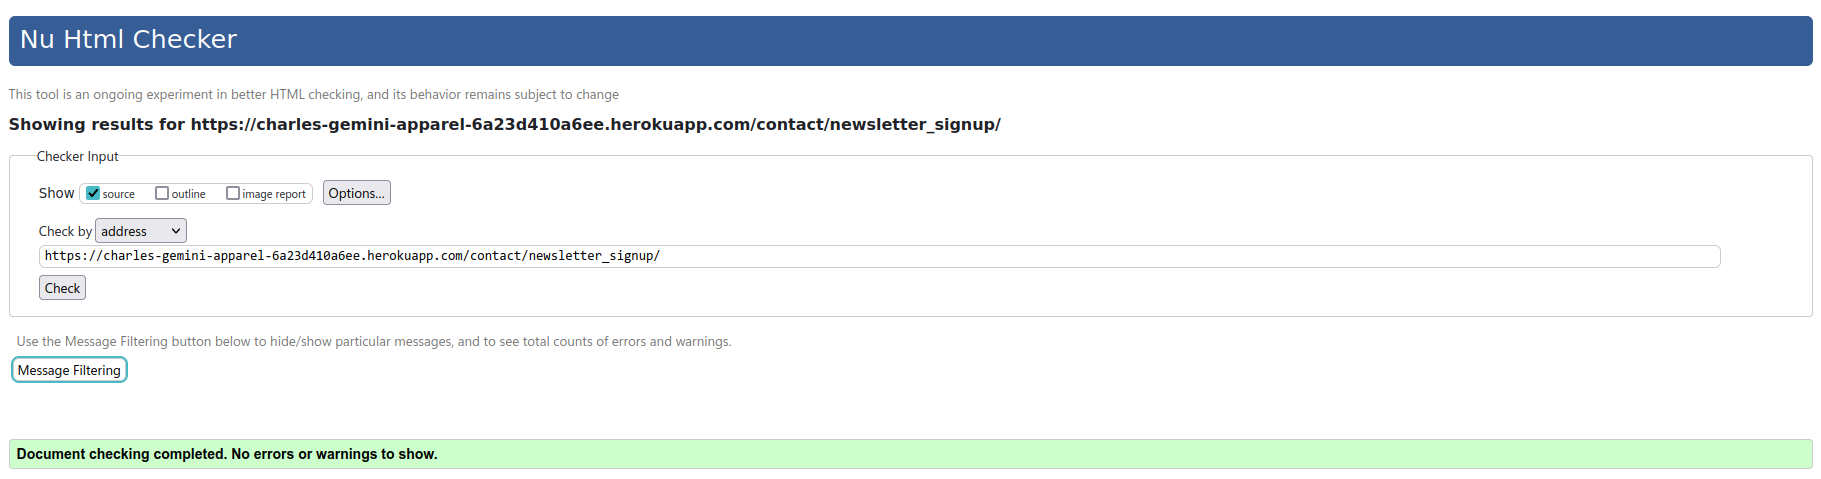 Nu Html Checker
This tool is an ongoing experiment in better HTML checking, and its behavior remains subject to change
Showing results for https://charles-gemini-apparel-6a23d410a6ee.herokuapp.com/contact/newsletter_signup/
Checker Input
Show source outline image report Options...
Check by address
https://charles-gemini-apparel-6a23d410a6ee.herokuapp.com/contact/newsletter_signup/
Check
Use the Message Filtering button below to hide/show particular messages, and to see total counts of errors and warnings.
Message Filtering
Document checking completed. No errors or warnings to show.